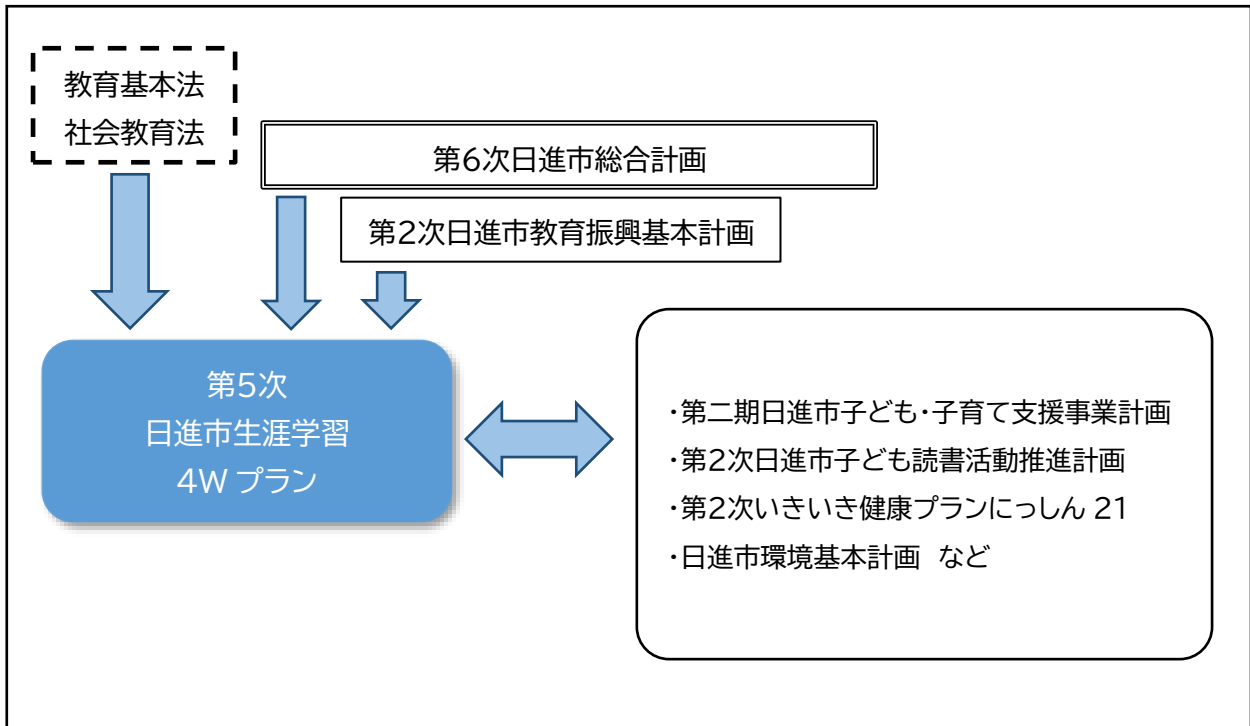 教育基本法
社会教育法
第6次日進市総合計画
第2次日進市教育振興基本計画
第5次
日進市生涯学習
4W プラン
・第二期日進市子ども・子育て支援事業計画
・第2次日進市子ども読書活動推進計画
・第2次いきいき健康プランにっしん 21
・日進市環境基本計画 など